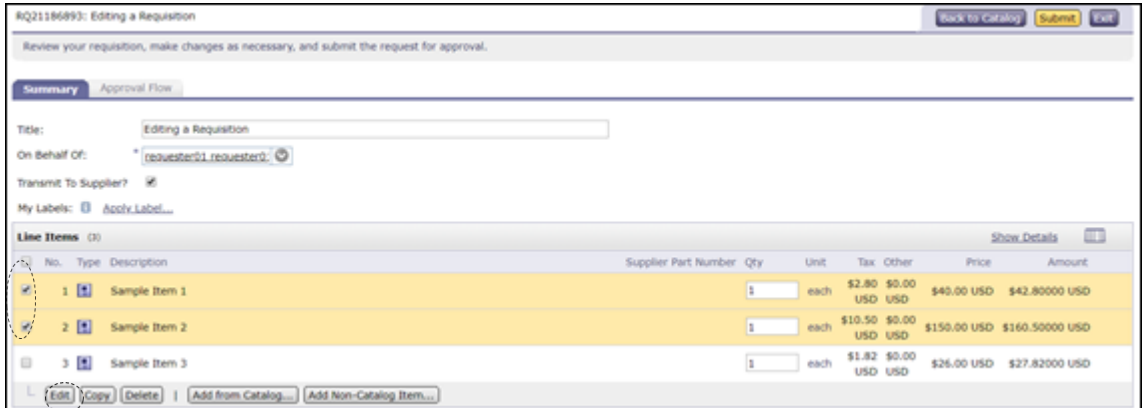 RQ21186893: Editing a Requisition
Back to Catalog Submit Exit
Review your requisition, make changes as necessary, and submit the request for approval.
Summary Approval Flow
Title: Editing a Requisition
On Behalf Of: * requester01 requester0:
Transmit To Supplier?
My Labels: Apply Label...
Line Items (3) Show Details
No. Type Description Supplier Part Number Qty Unit Tax Other Price Amount
1 Sample Item 1 1 each $2.80 USD $0.00 USD $40.00 USD $42.80000 USD
2 Sample Item 2 1 each $10.50 USD $0.00 USD $150.00 USD $160.50000 USD
3 Sample Item 3 1 each $1.82 USD $0.00 USD $26.00 USD $27.82000 USD
Edit Copy Delete | Add from Catalog... Add Non-Catalog Item...